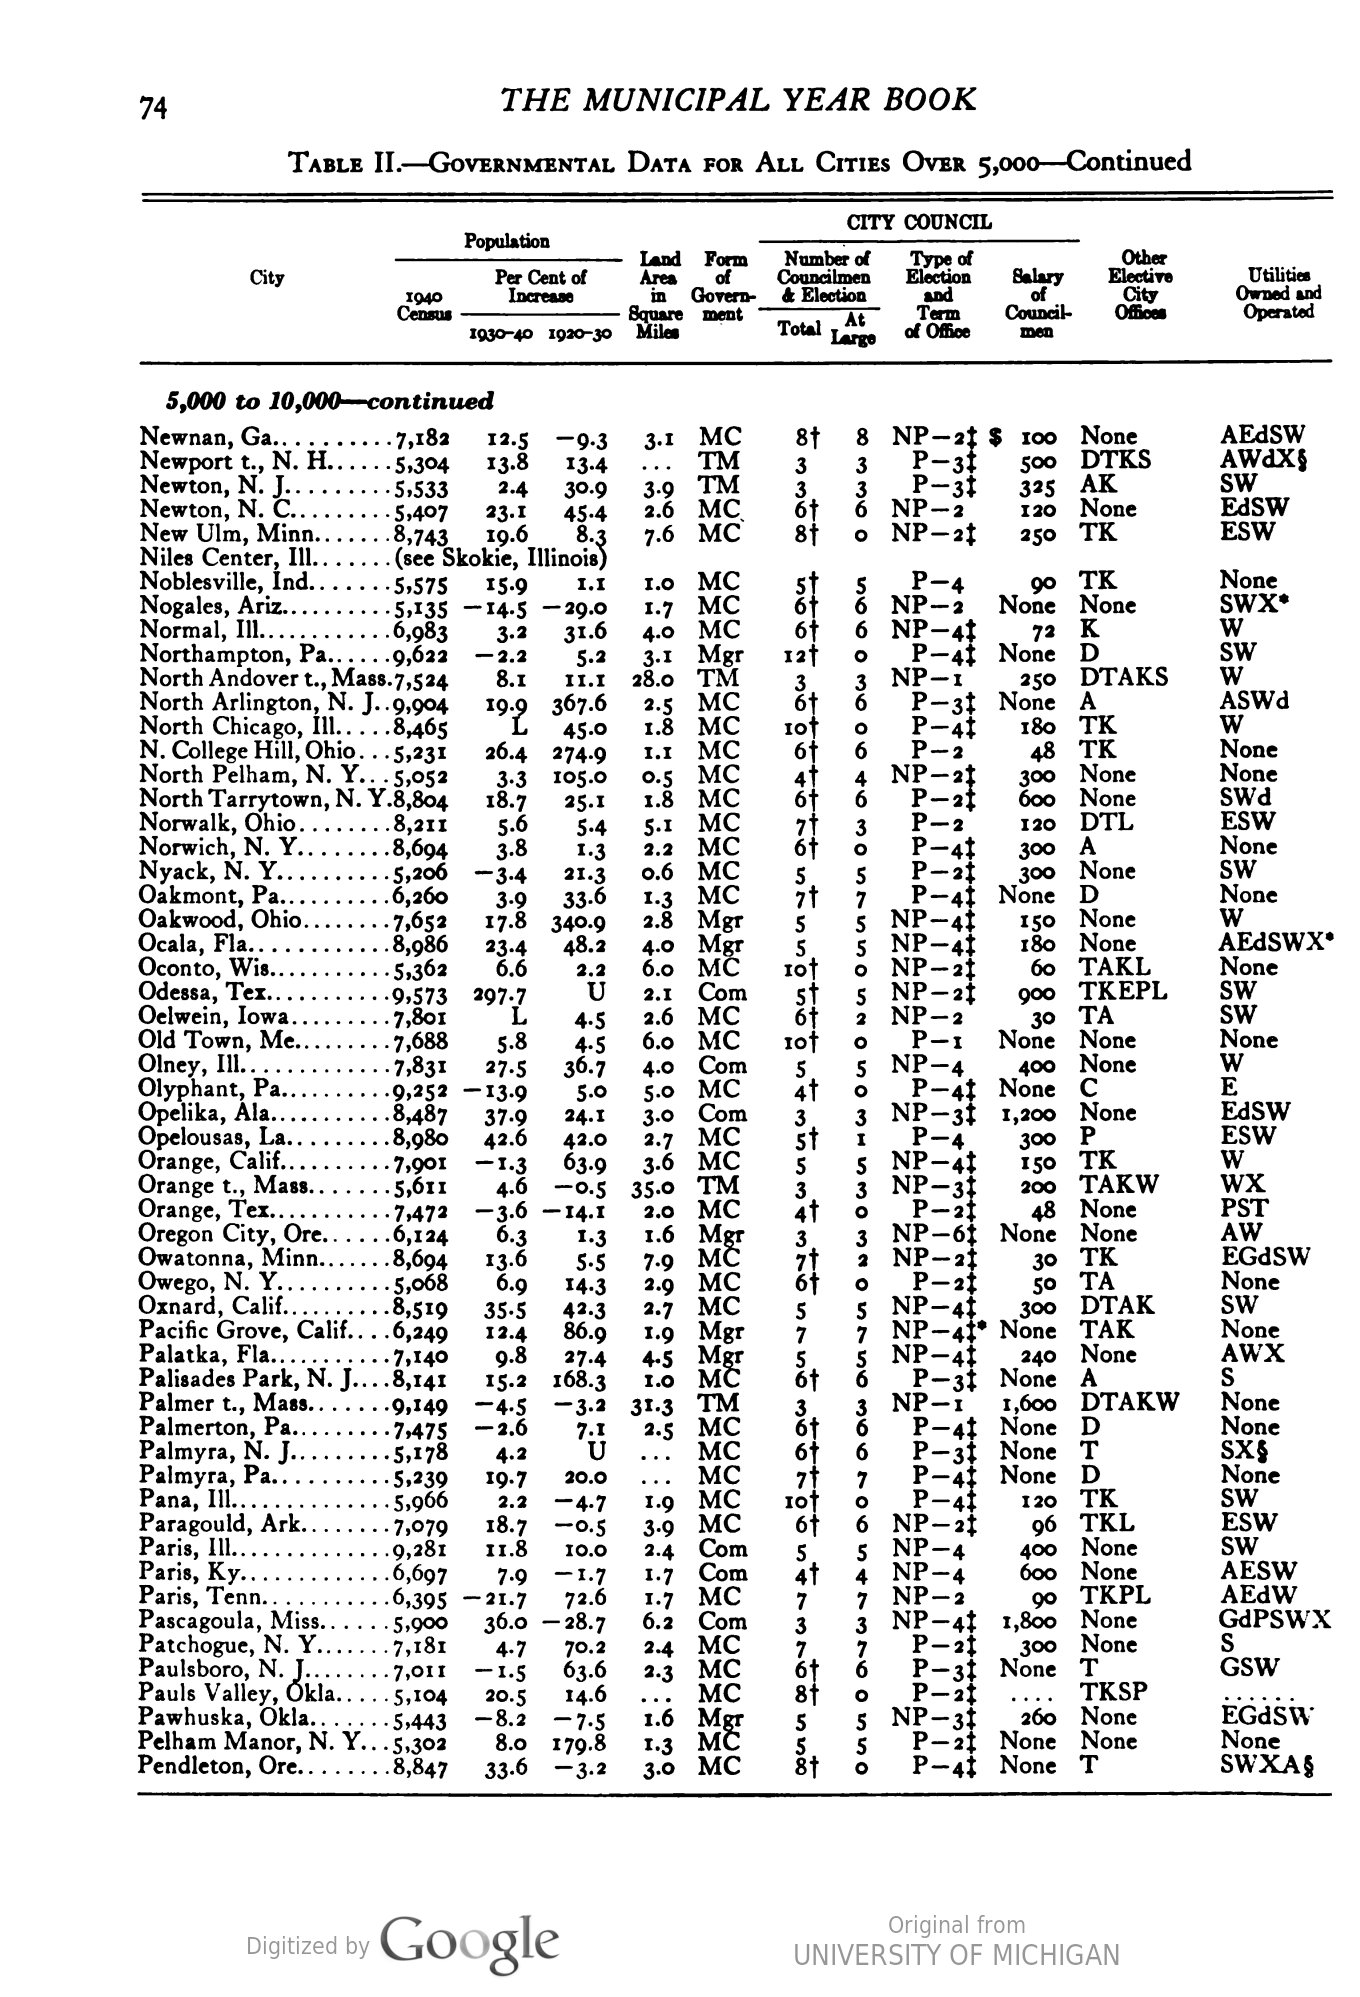 74
THE MUNICIPAL YEAR BOOK
TABLE II.—GOVERNMENTAL DATA FOR ALL CITIES OVER 5,000—Continued
City
Population
1940 Census
Per Cent of Increase
1930-40 1920-30
Land Area in Square Miles
Form of Government
CITY COUNCIL
Number of Councilmen & Election
Total At Large
Type of Election and Term of Office
Salary of Councilmen
Other Elective City Offices
Utilities Owned and Operated
5,000 to 10,000—continued
Newnan, Ga..........7,182 12.5 −9.3 3.1 MC 8† 8 NP−2‡ $ 100 None AEdSW
Newport t., N. H......5,304 13.8 13.4 ... TM 3 3 P−3‡ 500 DTKS AWdX§
Newton, N. J.........5,533 2.4 30.9 3.9 TM 3 3 P−3‡ 325 AK SW
Newton, N. C.........5,407 23.1 45.4 2.6 MC 6† 6 NP−2 120 None EdSW
New Ulm, Minn.......8,743 19.6 8.3 7.6 MC 8† 0 NP−2‡ 250 TK ESW
Niles Center, Ill.......(see Skokie, Illinois)
Noblesville, Ind.......5,575 15.9 1.1 1.0 MC 5† 5 P−4 90 TK None
Nogales, Ariz..........5,135 −14.5 −29.0 1.7 MC 6† 6 NP−2 None None SWX*
Normal, Ill............6,983 3.2 31.6 4.0 MC 6† 6 NP−4‡ 72 K W
Northampton, Pa......9,622 −2.2 5.2 3.1 Mgr 12† 0 P−4‡ None D SW
North Andover t., Mass.7,524 8.1 11.1 28.0 TM 3 3 NP−1 250 DTAKS W
North Arlington, N. J..9,904 19.9 367.6 2.5 MC 6† 6 P−3‡ None A ASWd
North Chicago, Ill.....8,465 L 45.0 1.8 MC 10† 0 P−4‡ 180 TK W
N. College Hill, Ohio...5,231 26.4 274.9 1.1 MC 6† 6 P−2 48 TK None
North Pelham, N. Y...5,052 3.3 105.0 0.5 MC 4† 4 NP−2‡ 300 None None
North Tarrytown, N. Y.8,804 18.7 25.1 1.8 MC 6† 6 P−2‡ 600 None SWd
Norwalk, Ohio........8,211 5.6 5.4 5.1 MC 7† 3 P−2 120 DTL ESW
Norwich, N. Y........8,694 3.8 1.3 2.2 MC 6† 0 P−4‡ 300 A None
Nyack, N. Y..........5,206 −3.4 21.3 0.6 MC 5 5 P−2‡ 300 None SW
Oakmont, Pa..........6,260 3.9 33.6 1.3 MC 7† 7 P−4‡ None D None
Oakwood, Ohio........7,652 17.8 340.9 2.8 Mgr 5 5 NP−4‡ 150 None W
Ocala, Fla............8,986 23.4 48.2 4.0 Mgr 5 5 NP−4‡ 180 None AEdSWX*
Oconto, Wis...........5,362 6.6 2.2 6.0 MC 10† 0 NP−2‡ 60 TAKL None
Odessa, Tex...........9,573 297.7 U 2.1 Com 5† 5 NP−2‡ 900 TKEPL SW
Oelwein, Iowa.........7,801 L 4.5 2.6 MC 6† 2 NP−2 30 TA SW
Old Town, Me.........7,688 5.8 4.5 6.0 MC 10† 0 P−1 None None None
Olney, Ill.............7,831 27.5 36.7 4.0 Com 5 5 NP−4 400 None W
Olyphant, Pa..........9,252 −13.9 5.0 5.0 MC 4† 0 P−4‡ None C E
Opelika, Ala...........8,487 37.9 24.1 3.0 Com 3 3 NP−3‡ 1,200 None EdSW
Opelousas, La.........8,980 42.6 42.0 2.7 MC 5† 1 P−4 300 P ESW
Orange, Calif..........7,901 −1.3 63.9 3.6 MC 5 5 NP−4‡ 150 TK W
Orange t., Mass.......5,611 4.6 −0.5 35.0 TM 3 3 NP−3‡ 200 TAKW WX
Orange, Tex...........7,472 −3.6 −14.1 2.0 MC 4† 0 P−2‡ 48 None PST
Oregon City, Ore......6,124 6.3 1.3 1.6 Mgr 3 3 NP−6‡ None None AW
Owatonna, Minn.......8,694 13.6 5.5 7.9 MC 7† 2 NP−2‡ 30 TK EGdSW
Owego, N. Y..........5,068 6.9 14.3 2.9 MC 6† 0 P−2‡ 50 TA None
Oxnard, Calif..........8,519 35.5 42.3 2.7 MC 5 5 NP−4‡ 300 DTAK SW
Pacific Grove, Calif....6,249 12.4 86.9 1.9 Mgr 7 7 NP−4‡* None TAK None
Palatka, Fla...........7,140 9.8 27.4 4.5 Mgr 5 5 NP−4‡ 240 None AWX
Palisades Park, N. J....8,141 15.2 168.3 1.0 MC 6† 6 P−3‡ None A S
Palmer t., Mass.......9,149 −4.5 −3.2 31.3 TM 3 3 NP−1 1,600 DTAKW None
Palmerton, Pa.........7,475 −2.6 7.1 2.5 MC 6† 6 P−4‡ None D None
Palmyra, N. J.........5,178 4.2 U ... MC 6† 6 P−3‡ None T SX§
Palmyra, Pa...........5,239 19.7 20.0 ... MC 7† 7 P−4‡ None D None
Pana, Ill..............5,966 2.2 −4.7 1.9 MC 10† 0 P−4‡ 120 TK SW
Paragould, Ark........7,079 18.7 −0.5 3.9 MC 6† 6 NP−2‡ 96 TKL ESW
Paris, Ill..............9,281 11.8 10.0 2.4 Com 5 5 NP−4 400 None SW
Paris, Ky.............6,697 7.9 −1.7 1.7 Com 4† 4 NP−4 600 None AESW
Paris, Tenn...........6,395 −21.7 72.6 1.7 MC 7 7 NP−2 90 TKPL AEdW
Pascagoula, Miss......5,900 36.0 −28.7 6.2 Com 3 3 NP−4‡ 1,800 None GdPSWX
Patchogue, N. Y.......7,181 4.7 70.2 2.4 MC 7 7 P−2‡ 300 None S
Paulsboro, N. J........7,011 −1.5 63.6 2.3 MC 6† 6 P−3‡ None T GSW
Pauls Valley, Okla.....5,104 20.5 14.6 ... MC 8† 0 P−2‡ .... TKSP ......
Pawhuska, Okla.......5,443 −8.2 −7.5 1.6 Mgr 5 5 NP−3‡ 260 None EGdSW
Pelham Manor, N. Y...5,302 8.0 179.8 1.3 MC 5 5 P−2‡ None None None
Pendleton, Ore........8,847 33.6 −3.2 3.0 MC 8† 0 P−4‡ None T SWXA§
Digitized by Google
Original from
UNIVERSITY OF MICHIGAN